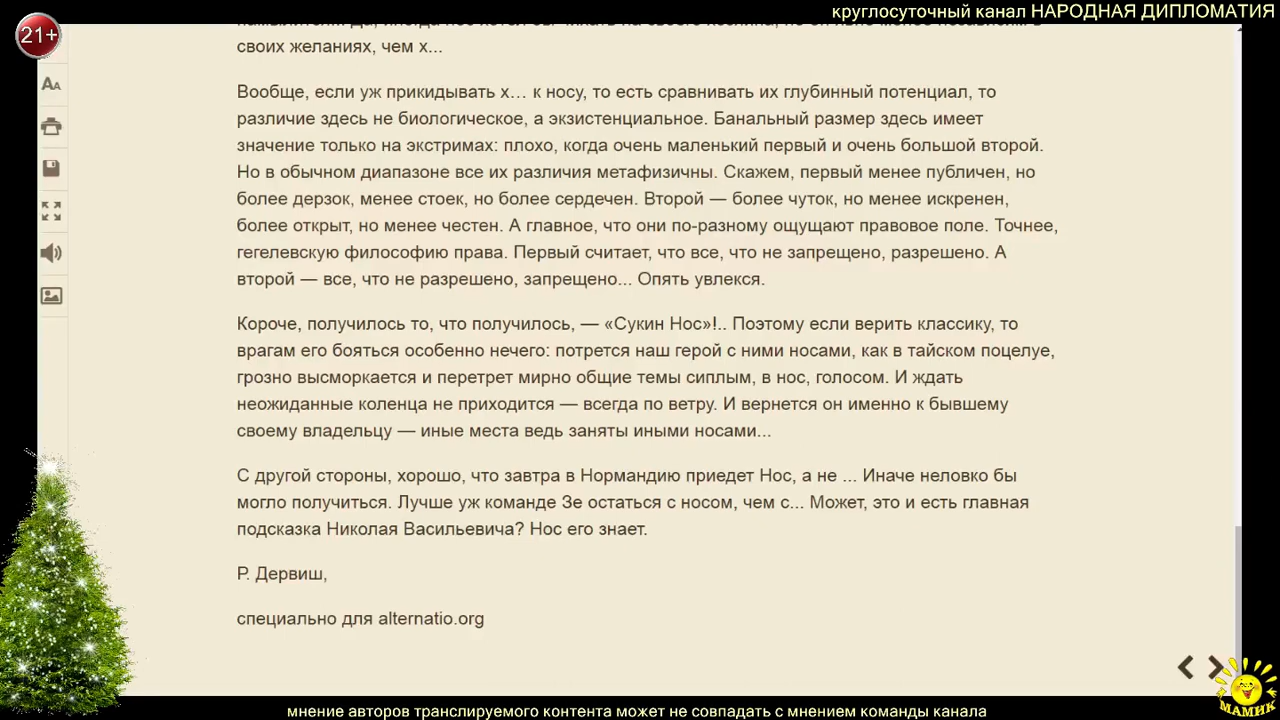 круглосуточный канал НАРОДНАЯ ДИПЛОМАТИЯ
21+
своих желаниях, чем х...
Вообще, если уж прикидывать х… к носу, то есть сравнивать их глубинный потенциал, то
различие здесь не биологическое, а экзистенциальное. Банальный размер здесь имеет
значение только на экстримах: плохо, когда очень маленький первый и очень большой второй.
Но в обычном диапазоне все их различия метафизичны. Скажем, первый менее публичен, но
более дерзок, менее стоек, но более сердечен. Второй — более чуток, но менее искренен,
более открыт, но менее честен. А главное, что они по-разному ощущают правовое поле. Точнее,
гегелевскую философию права. Первый считает, что все, что не запрещено, разрешено. А
второй — все, что не разрешено, запрещено... Опять увлекся.
Короче, получилось то, что получилось, — «Сукин Нос»!.. Поэтому если верить классику, то
врагам его бояться особенно нечего: потрется наш герой с ними носами, как в тайском поцелуе,
грозно высморкается и перетрет мирно общие темы сиплым, в нос, голосом. И ждать
неожиданные коленца не приходится — всегда по ветру. И вернется он именно к бывшему
своему владельцу — иные места ведь заняты иными носами...
С другой стороны, хорошо, что завтра в Нормандию приедет Нос, а не ... Иначе неловко бы
могло получиться. Лучше уж команде Зе остаться с носом, чем с... Может, это и есть главная
подсказка Николая Васильевича? Нос его знает.
Р. Дервиш,
специально для alternatio.org
МАМИК
мнение авторов транслируемого контента может не совпадать с мнением команды канала